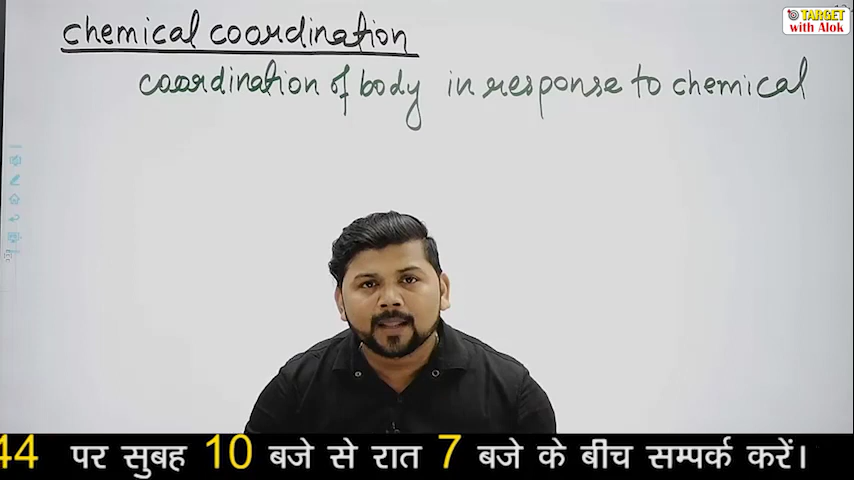 TARGET
with Alok
chemical coordination
coordination of body in response to chemical
44 पर सुबह 10 बजे से रात 7 बजे के बीच सम्पर्क करें।